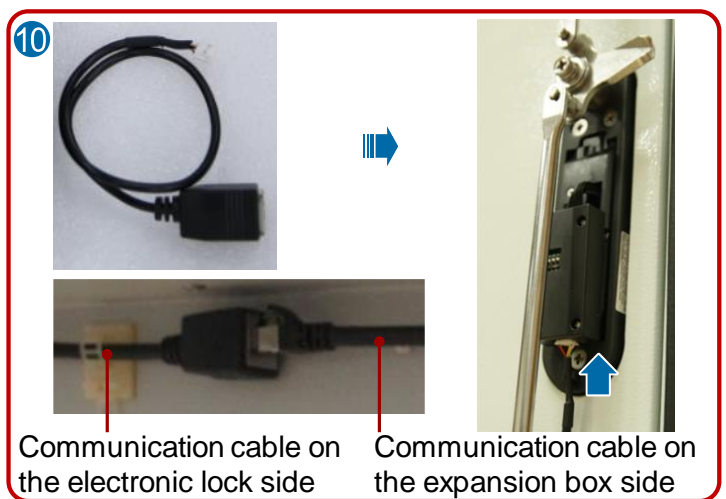 10
Communication cable on
the electronic lock side
Communication cable on
the expansion box side